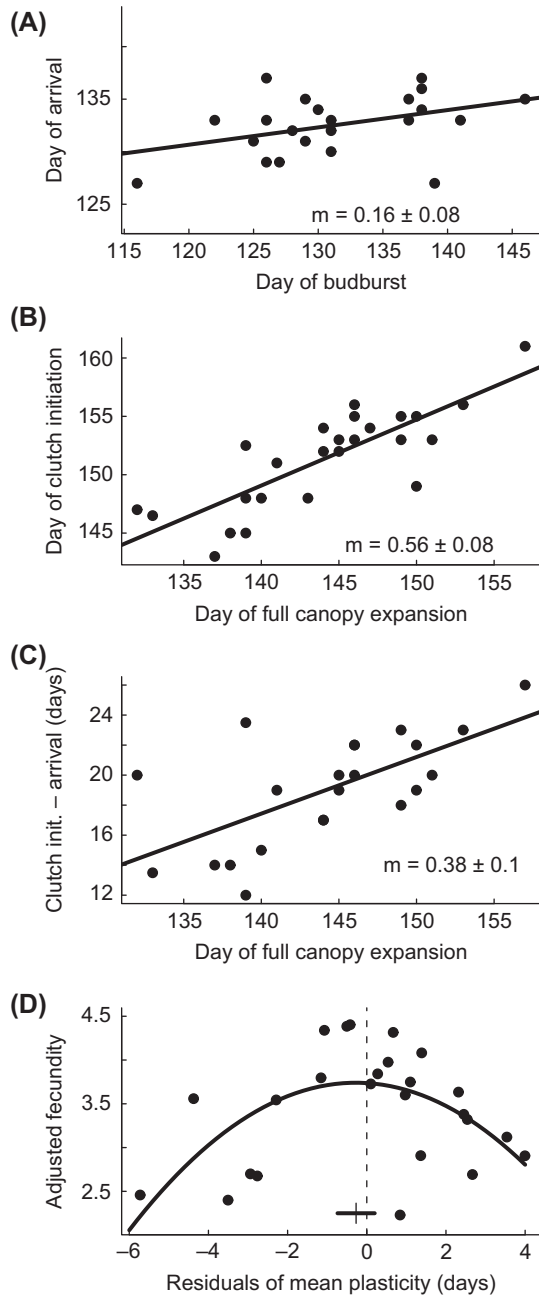 (A)
Day of arrival
135
125
m = 0.16 ± 0.08
115 120 125 130 135 140 145
Day of budburst
(B)
Day of clutch initiation
160
155
150
145
m = 0.56 ± 0.08
135 140 145 150 155
Day of full canopy expansion
(C)
Clutch init. – arrival (days)
24
20
16
12
m = 0.38 ± 0.1
135 140 145 150 155
Day of full canopy expansion
(D)
Adjusted fecundity
4.5
3.5
2.5
–6 –4 –2 0 2 4
Residuals of mean plasticity (days)